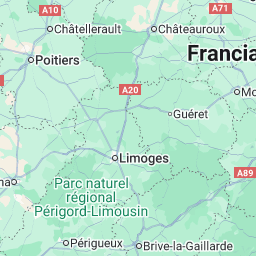 A10
A71
Châtellerault
Châteauroux
Francia
Poitiers
A20
A71
Mo
Guéret
Limoges
A89
na
Parc naturel
régional
Périgord-Limousin
Périgueux
Brive-la-Gaillarde